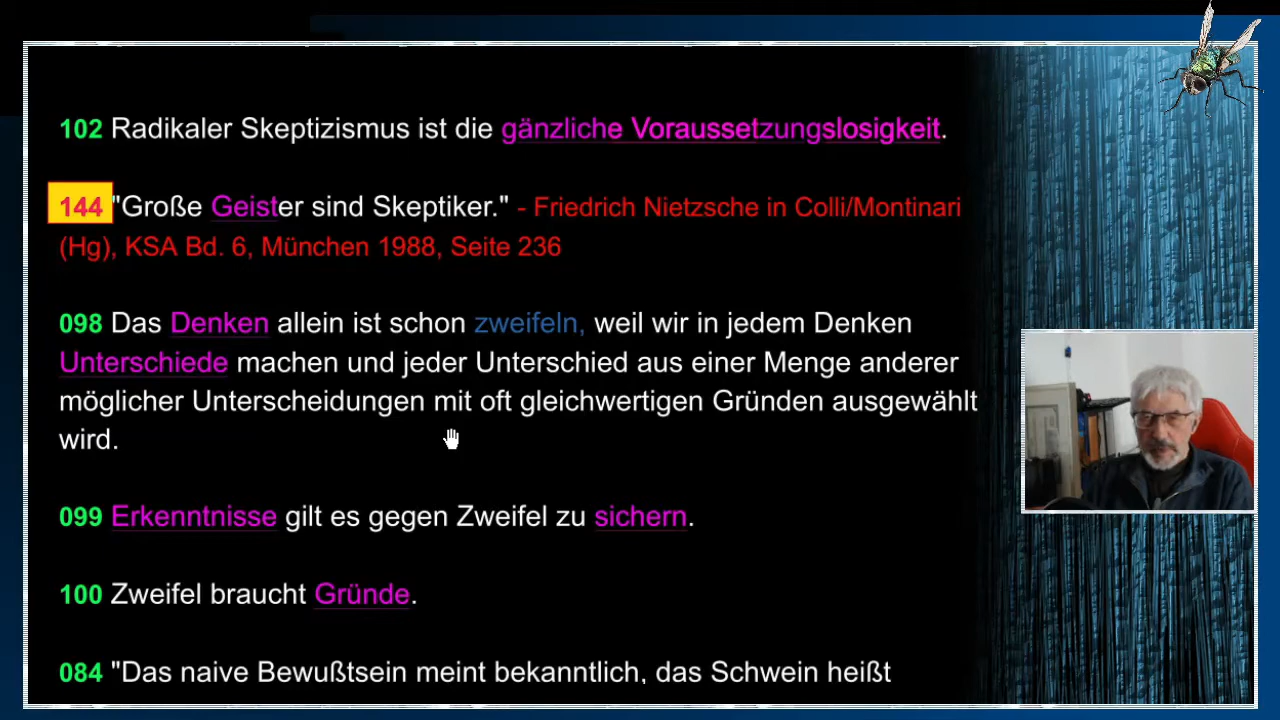 102 Radikaler Skeptizismus ist die gänzliche Voraussetzungslosigkeit.
144 "Große Geister sind Skeptiker." - Friedrich Nietzsche in Colli/Montinari
(Hg), KSA Bd. 6, München 1988, Seite 236
098 Das Denken allein ist schon zweifeln, weil wir in jedem Denken
Unterschiede machen und jeder Unterschied aus einer Menge anderer
möglicher Unterscheidungen mit oft gleichwertigen Gründen ausgewählt
wird.
099 Erkenntnisse gilt es gegen Zweifel zu sichern.
100 Zweifel braucht Gründe.
084 "Das naive Bewußtsein meint bekanntlich, das Schwein heißt